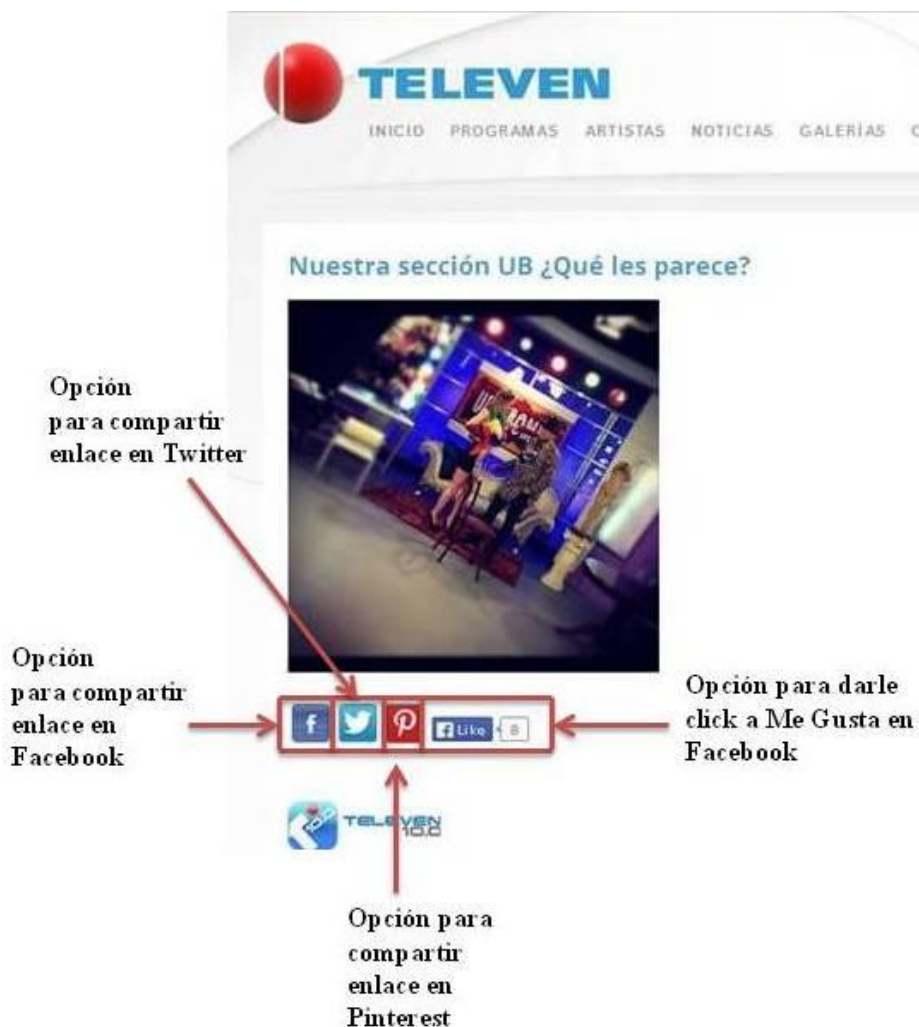 TELEVEN
INICIO PROGRAMAS ARTISTAS NOTICIAS GALERÍAS
Nuestra sección UB ¿Qué les parece?
Opción
para compartir
enlace en Twitter
Opción
para compartir
enlace en
Facebook
f
Like 8
Opción para darle
click a Me Gusta en
Facebook
TELEVEN
10.0
Opción para
compartir
enlace en
Pinterest